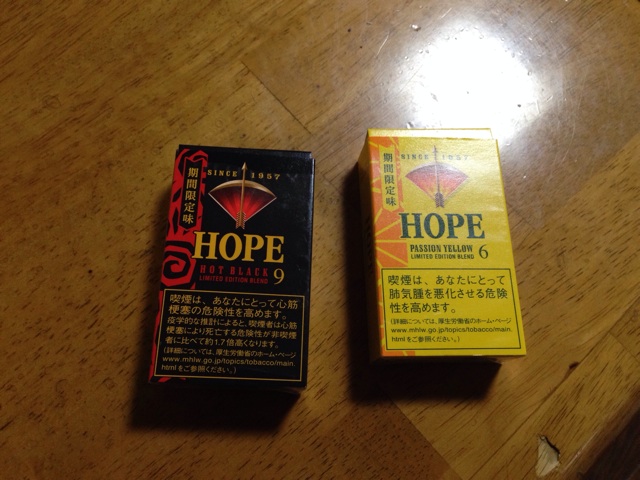 SINCE 1957
期間限定味
HOPE
HOT BLACK 9
LIMITED EDITION BLEND
喫煙は、あなたにとって心筋
梗塞の危険性を高めます。
疫学的な推計によると、喫煙者は心筋
梗塞により死亡する危険性が非喫煙
者に比べて約1.7倍高くなります。
(詳細については、厚生労働省のホーム・ページ
www.mhlw.go.jp/topics/tobacco/main.
htmlをご参照ください。)
SINCE 1957
期間限定味
HOPE
PASSION YELLOW 6
LIMITED EDITION BLEND
喫煙は、あなたにとって
肺気腫を悪化させる危険
性を高めます。
(詳細については、厚生労働省のホーム・ページ
www.mhlw.go.jp/topics/tobacco/main.
htmlをご参照ください。)